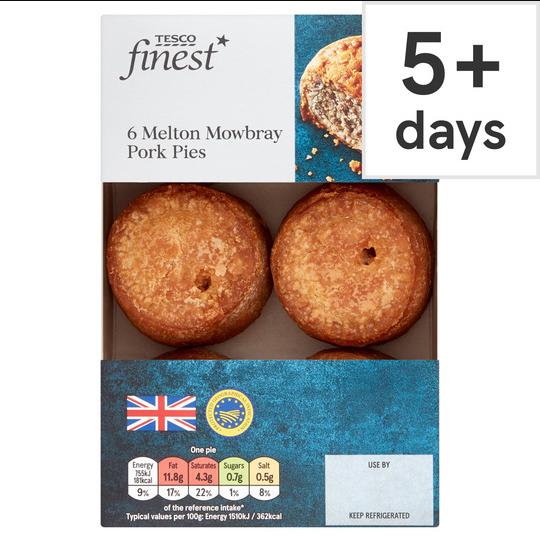 TESCO
finest*
6 Melton Mowbray
Pork Pies
5+
days
One pie
Energy
755kJ
181kcal
9%
Fat
11.8g
17%
Saturates
4.3g
22%
Sugars
0.7g
1%
Salt
0.5g
8%
of the reference intake*
Typical values per 100g: Energy 1510kJ / 362kcal
USE BY
KEEP REFRIGERATED